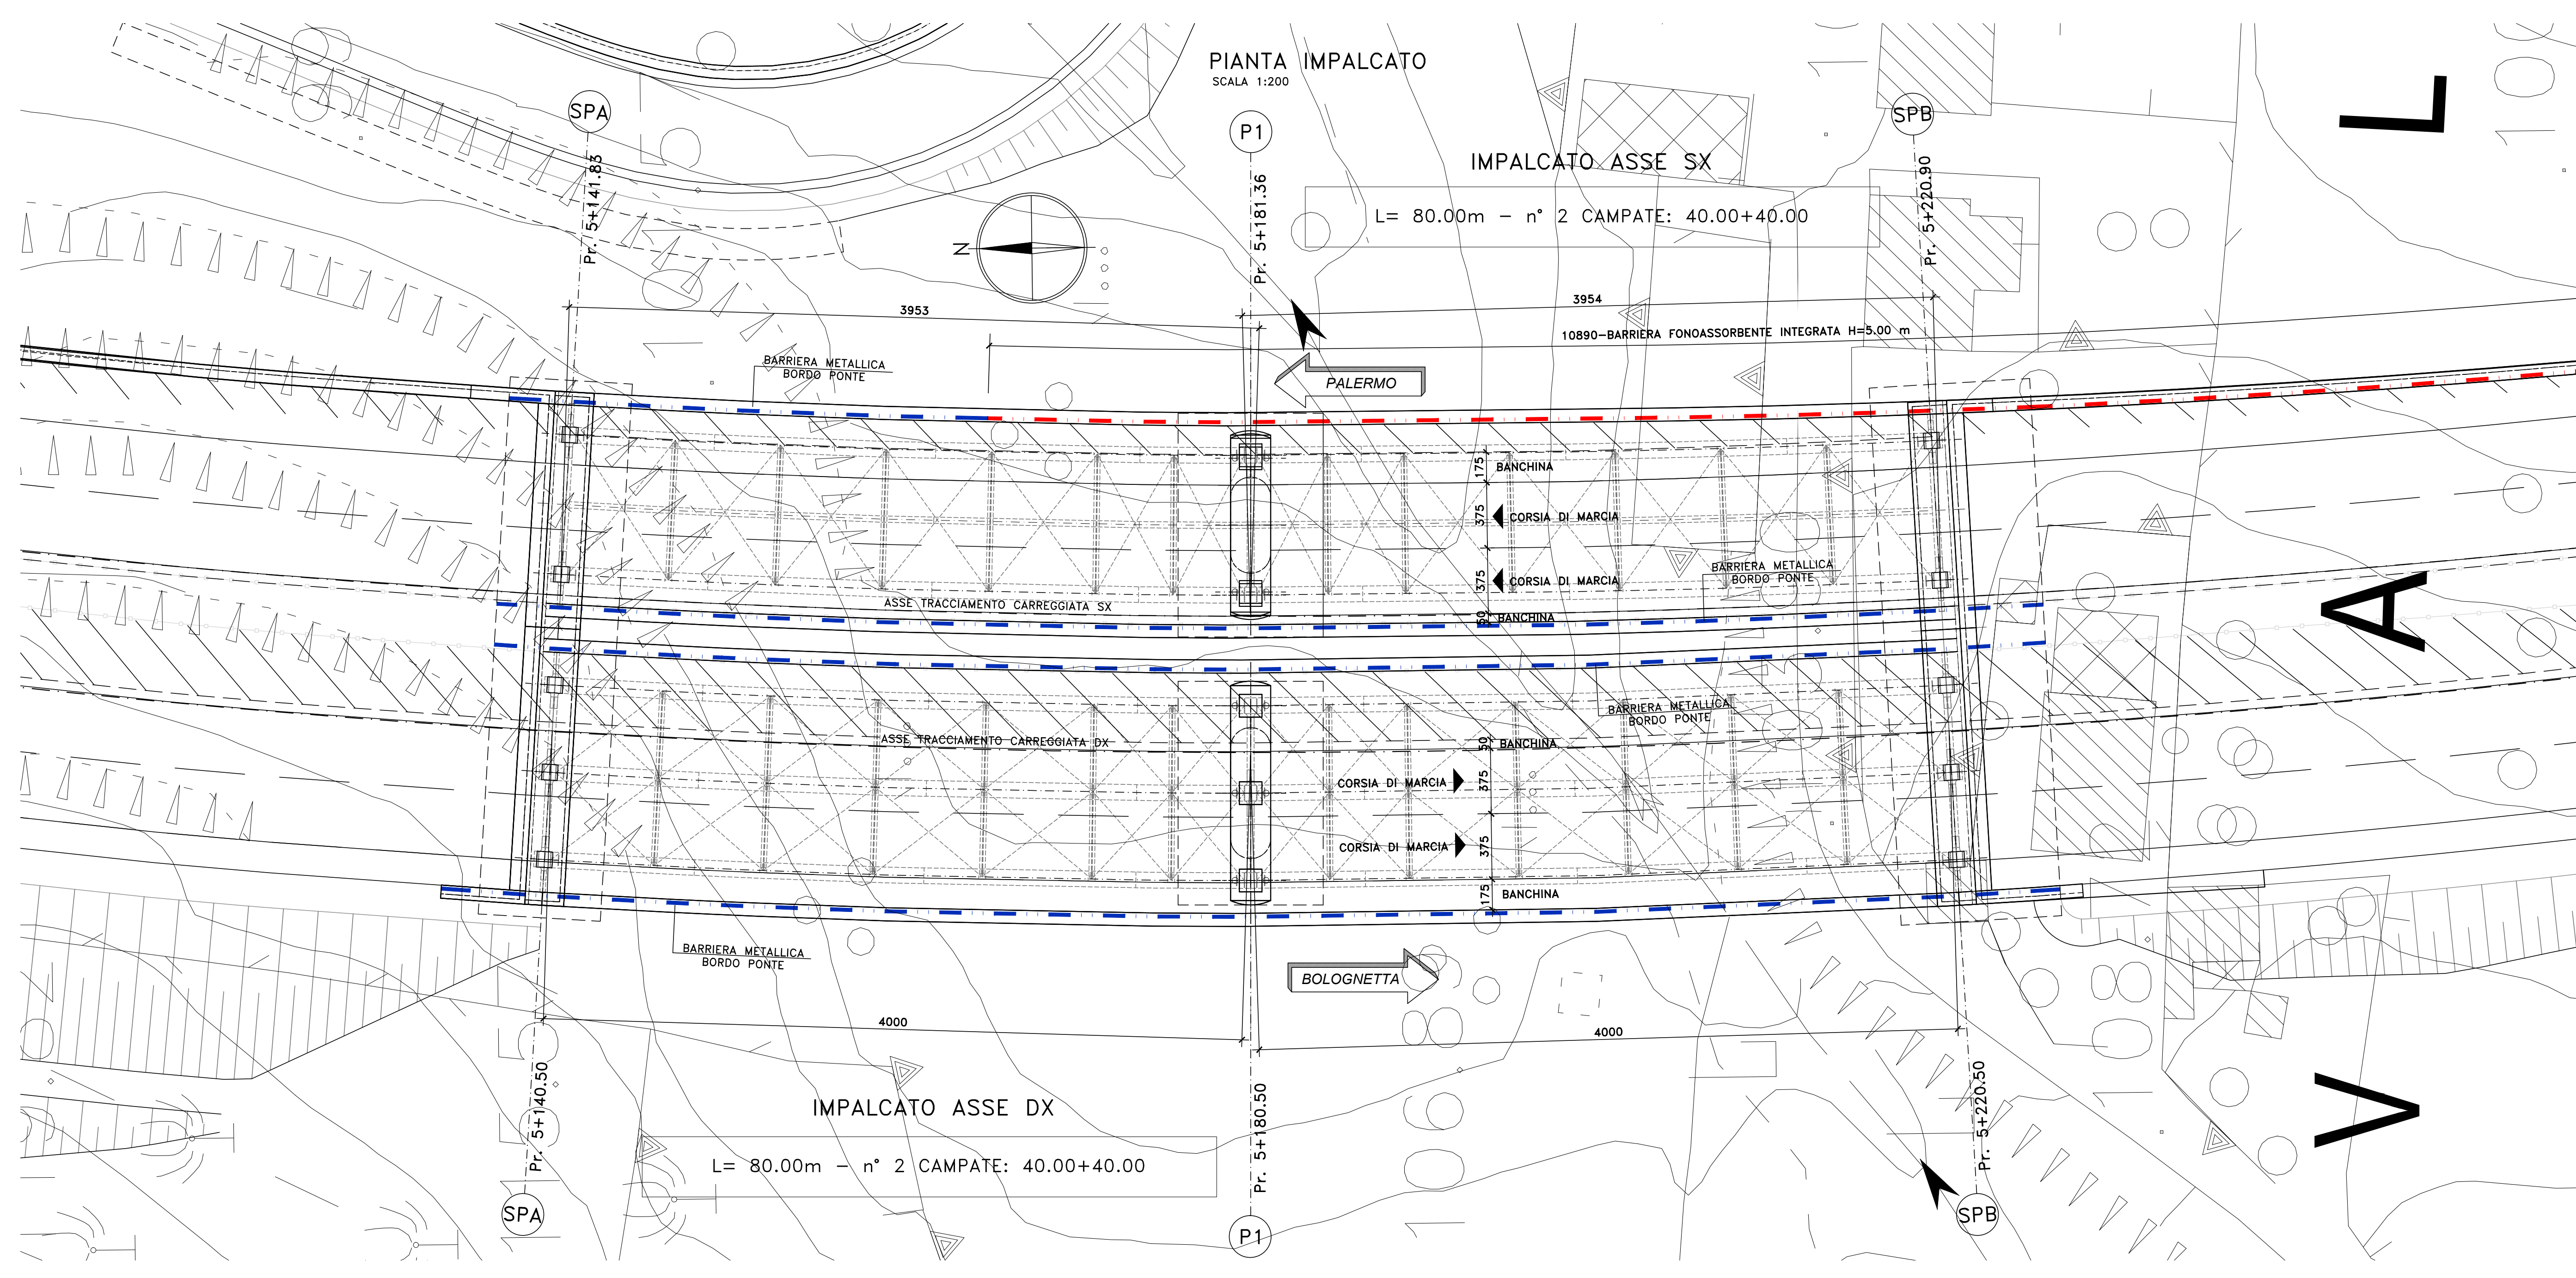 PIANTA IMPALCATO
SCALA 1:200
SPA
P1
SPB
Pr. 5+141.83
Pr. 5+181.36
Pr. 5+220.90
IMPALCATO ASSE SX
L= 80.00m - n° 2 CAMPATE: 40.00+40.00
L
N
3953
3954
10890-BARRIERA FONOASSORBENTE INTEGRATA H=5.00 m
BARRIERA METALLICA
BORDO PONTE
PALERMO
175
BANCHINA
375
CORSIA DI MARCIA
375
CORSIA DI MARCIA
BARRIERA METALLICA
BORDO PONTE
ASSE TRACCIAMENTO CARREGGIATA SX
50
BANCHINA
A
BARRIERA METALLICA
BORDO PONTE
ASSE TRACCIAMENTO CARREGGIATA DX
50
BANCHINA
CORSIA DI MARCIA
375
CORSIA DI MARCIA
375
175
BANCHINA
BARRIERA METALLICA
BORDO PONTE
BOLOGNETTA
4000
4000
IMPALCATO ASSE DX
L= 80.00m - n° 2 CAMPATE: 40.00+40.00
Pr. 5+140.50
Pr. 5+180.50
Pr. 5+220.50
V
SPA
P1
SPB